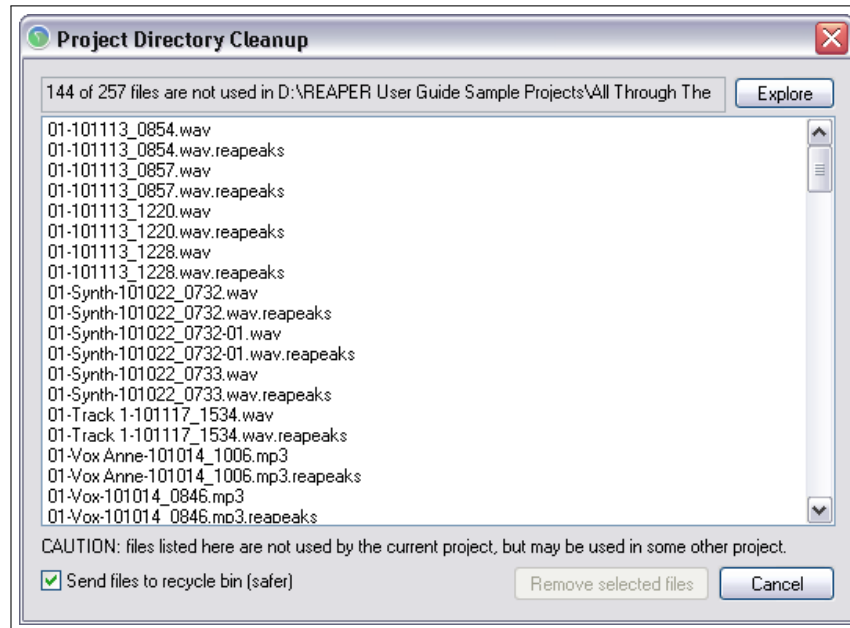 Project Directory Cleanup
144 of 257 files are not used in D:\REAPER User Guide Sample Projects\All Through The
Explore
01-101113_0854.wav
01-101113_0854.wav.reapeaks
01-101113_0857.wav
01-101113_0857.wav.reapeaks
01-101113_1220.wav
01-101113_1220.wav.reapeaks
01-101113_1228.wav
01-101113_1228.wav.reapeaks
01-Synth-101022_0732.wav
01-Synth-101022_0732.wav.reapeaks
01-Synth-101022_0732-01.wav
01-Synth-101022_0732-01.wav.reapeaks
01-Synth-101022_0733.wav
01-Synth-101022_0733.wav.reapeaks
01-Track 1-101117_1534.wav
01-Track 1-101117_1534.wav.reapeaks
01-Vox Anne-101014_1006.mp3
01-Vox Anne-101014_1006.mp3.reapeaks
01-Vox-101014_0846.mp3
01-Vox-101014_0846.mp3.reapeaks
CAUTION: files listed here are not used by the current project, but may be used in some other project.
Send files to recycle bin (safer)
Remove selected files
Cancel